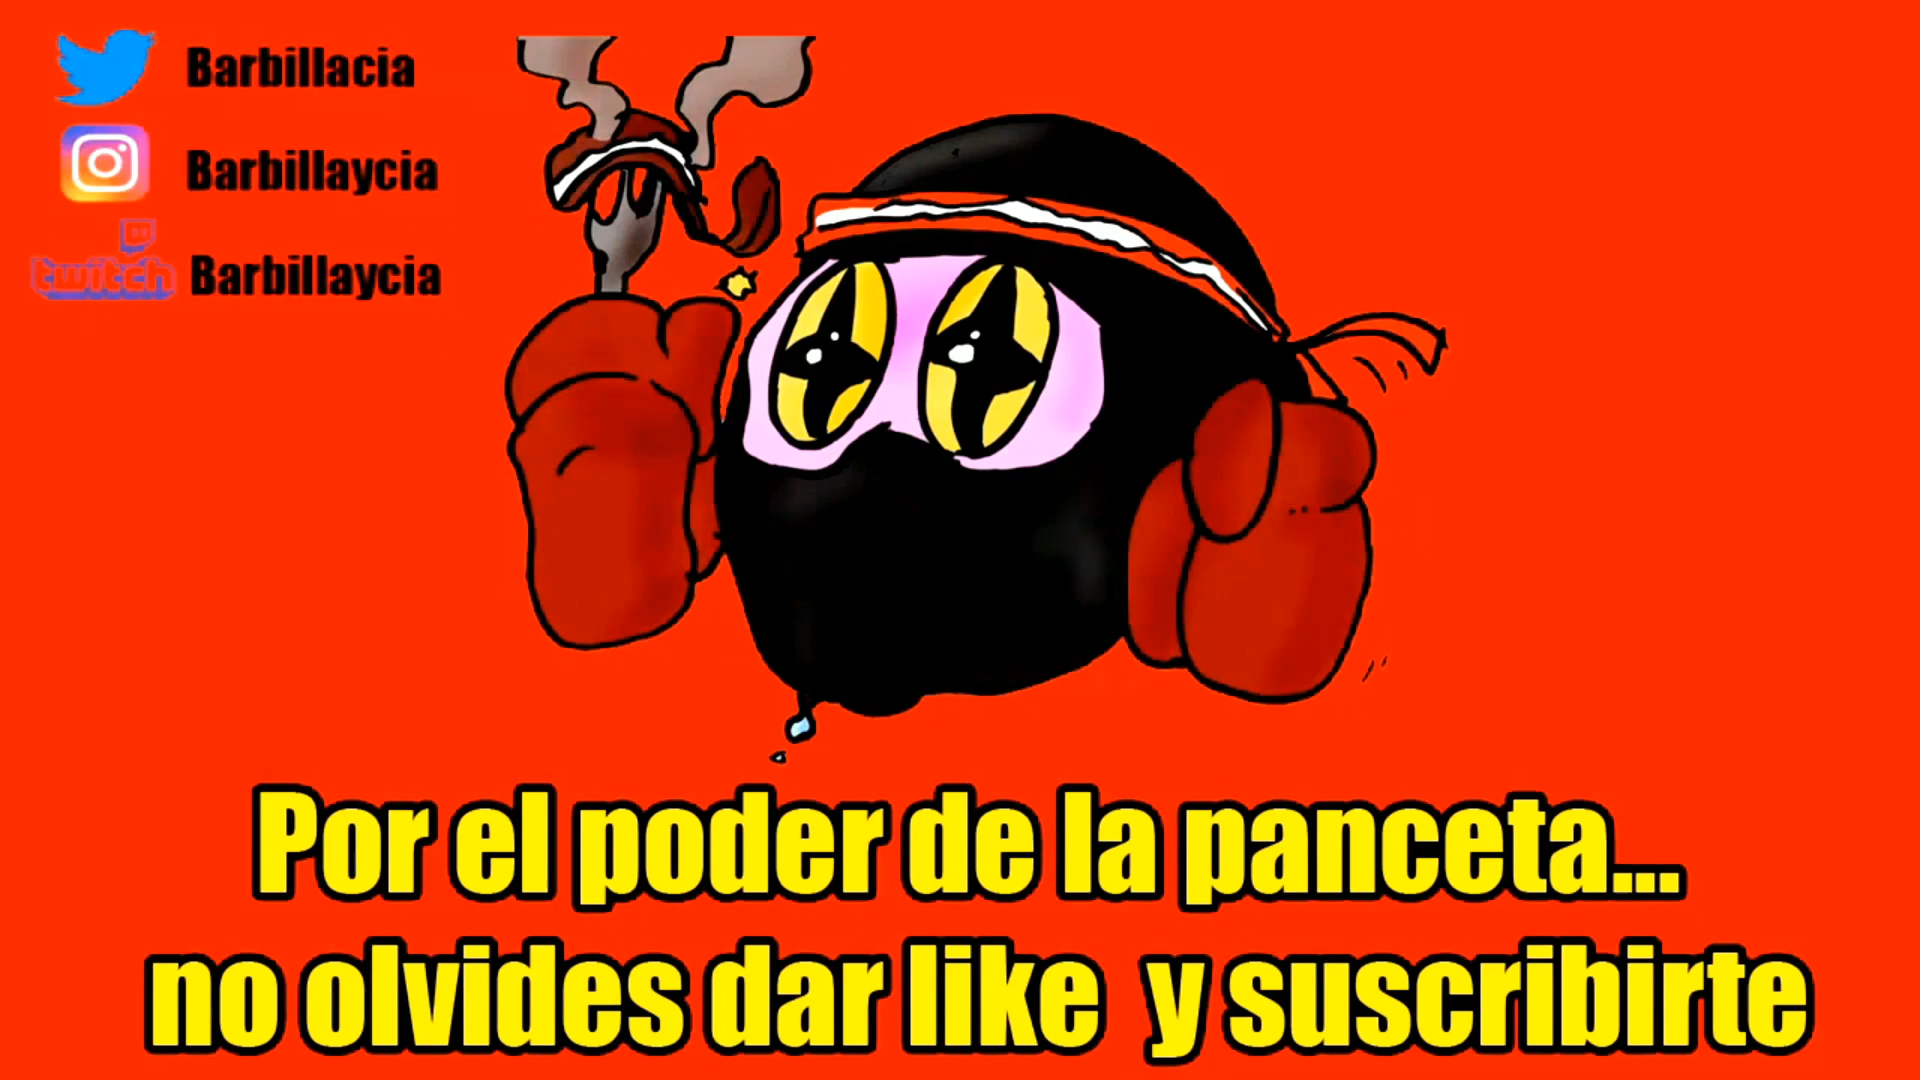 Barbillacia
Barbillaycia
twitch Barbillaycia
Por el poder de la panceta...
no olvides dar like y suscribirte